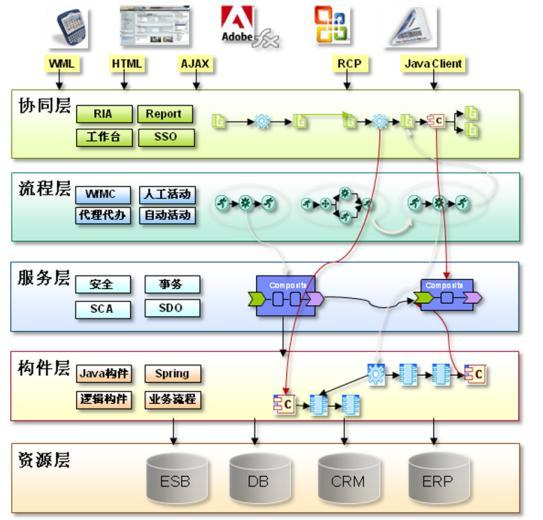 Adobe
fx
WML HTML AJAX RCP Java Client
协同层
RIA Report
工作台 SSO
C
流程层
WIMC 人工活动
代理代办 自动活动
服务层
安全 事务
SCA SDO
Composite Composite
构件层
Java构件 Spring
逻辑构件 业务流程
C
C
资源层
ESB DB CRM ERP